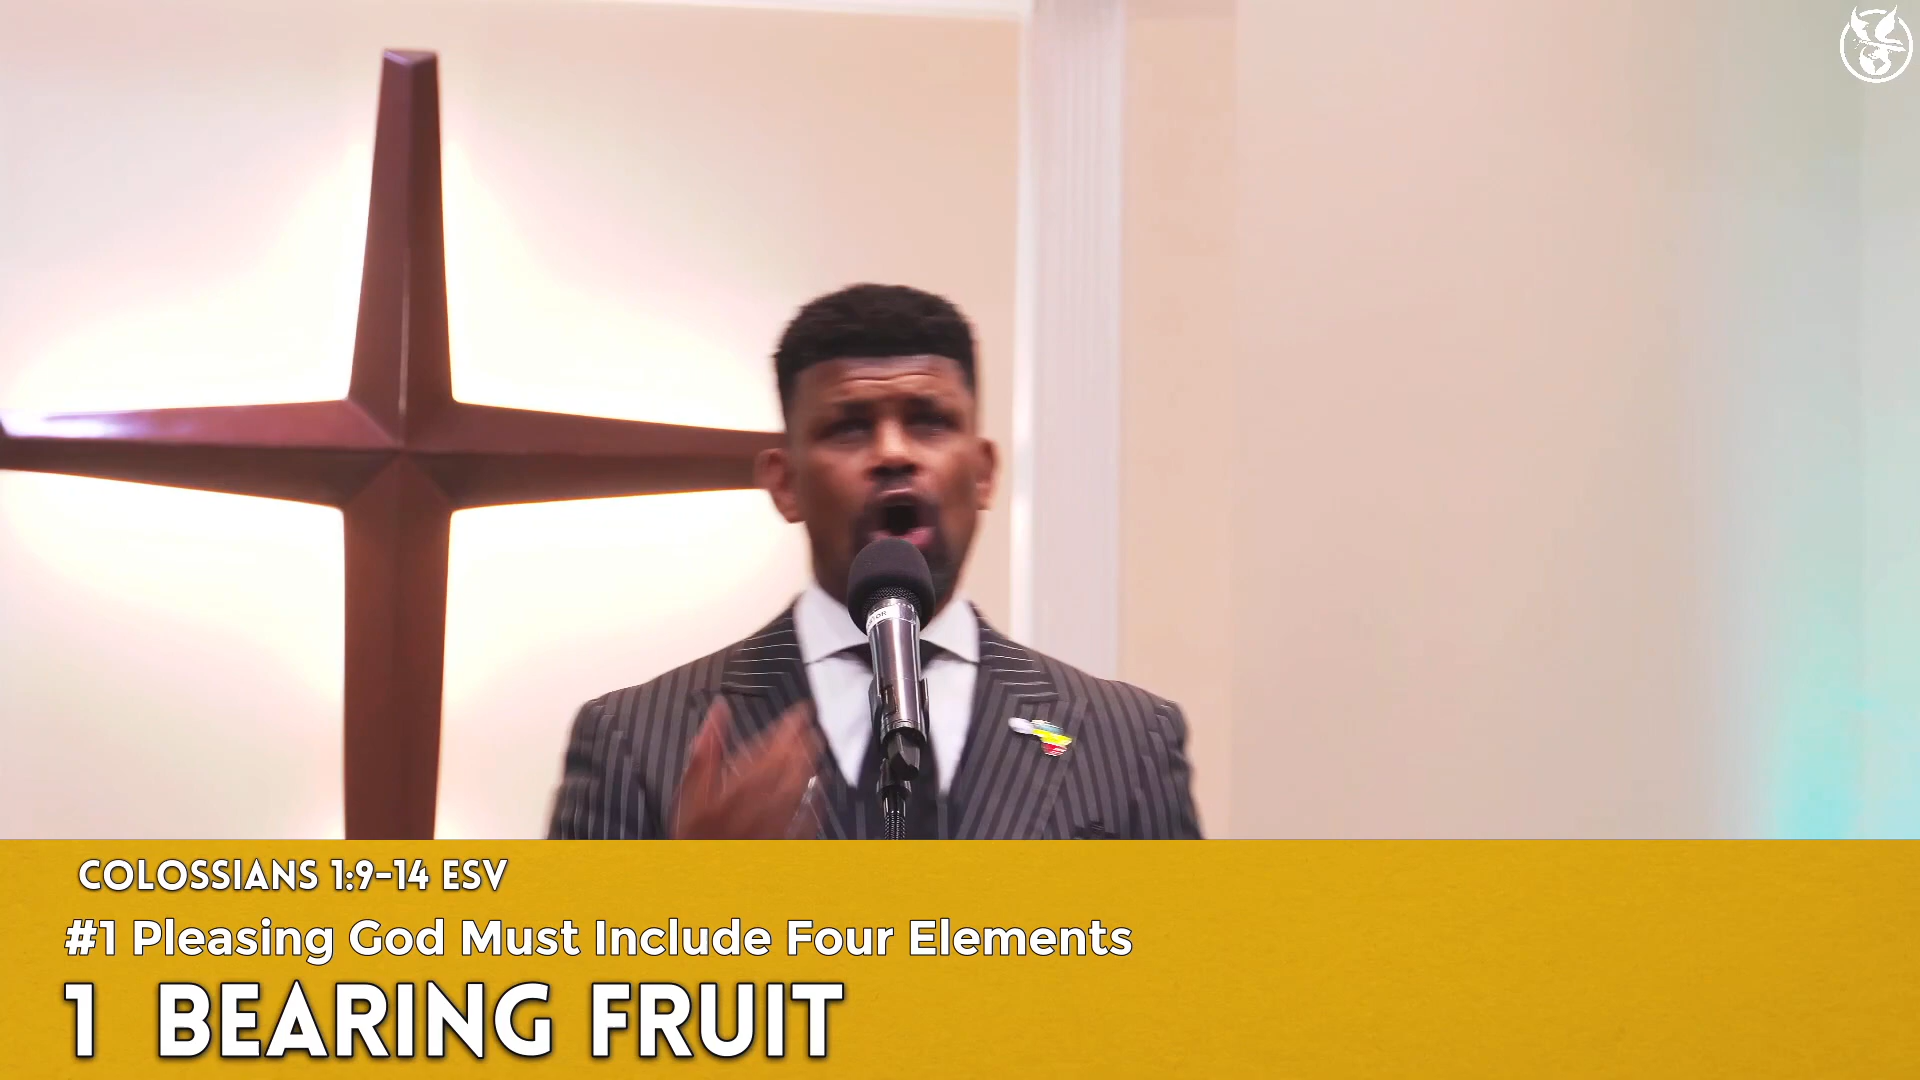 COLOSSIANS 1:9-14 ESV
#1 Pleasing God Must Include Four Elements
1 BEARING FRUIT